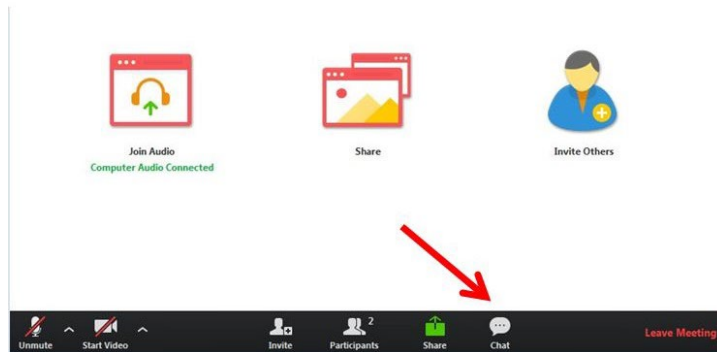 Join Audio
Computer Audio Connected
Share
Invite Others
2
Unmute
Start Video
Invite
Participants
Share
Chat
Leave Meeting